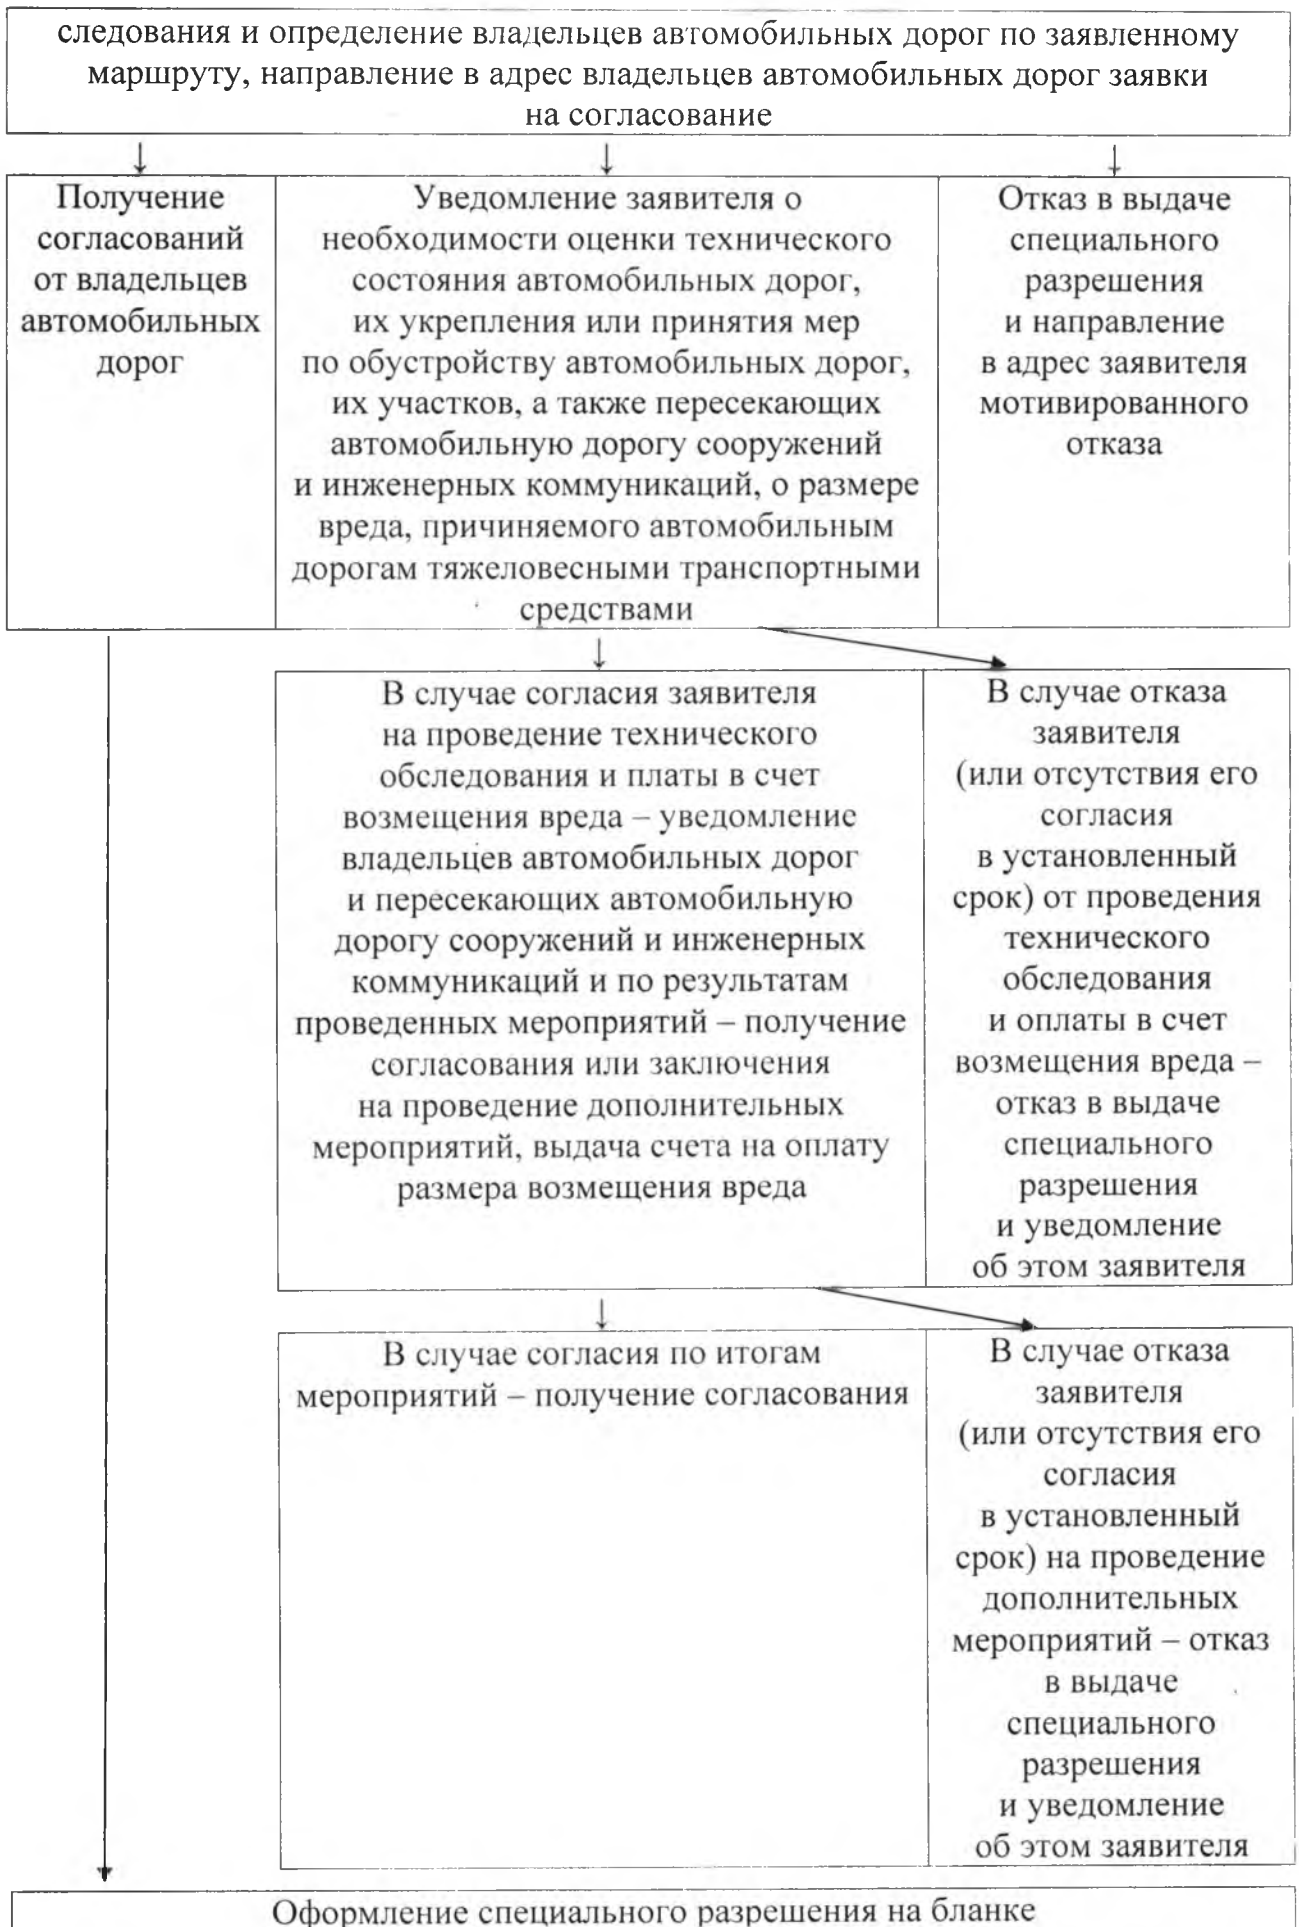 следования и определение владельцев автомобильных дорог по заявленному
маршруту, направление в адрес владельцев автомобильных дорог заявки
на согласование
Получение
согласований
от владельцев
автомобильных
дорог
Уведомление заявителя о
необходимости оценки технического
состояния автомобильных дорог,
их укрепления или принятия мер
по обустройству автомобильных дорог,
их участков, а также пересекающих
автомобильную дорогу сооружений
и инженерных коммуникаций, о размере
вреда, причиняемого автомобильным
дорогам тяжеловесными транспортными
средствами
Отказ в выдаче
специального
разрешения
и направление
в адрес заявителя
мотивированного
отказа
В случае согласия заявителя
на проведение технического
обследования и платы в счет
возмещения вреда – уведомление
владельцев автомобильных дорог
и пересекающих автомобильную
дорогу сооружений и инженерных
коммуникаций и по результатам
проведенных мероприятий – получение
согласования или заключения
на проведение дополнительных
мероприятий, выдача счета на оплату
размера возмещения вреда
В случае отказа
заявителя
(или отсутствия его
согласия
в установленный
срок) от проведения
технического
обследования
и оплаты в счет
возмещения вреда –
отказ в выдаче
специального
разрешения
и уведомление
об этом заявителя
В случае согласия по итогам
мероприятий – получение согласования
В случае отказа
заявителя
(или отсутствия его
согласия
в установленный
срок) на проведение
дополнительных
мероприятий – отказ
в выдаче
специального
разрешения
и уведомление
об этом заявителя
Оформление специального разрешения на бланке